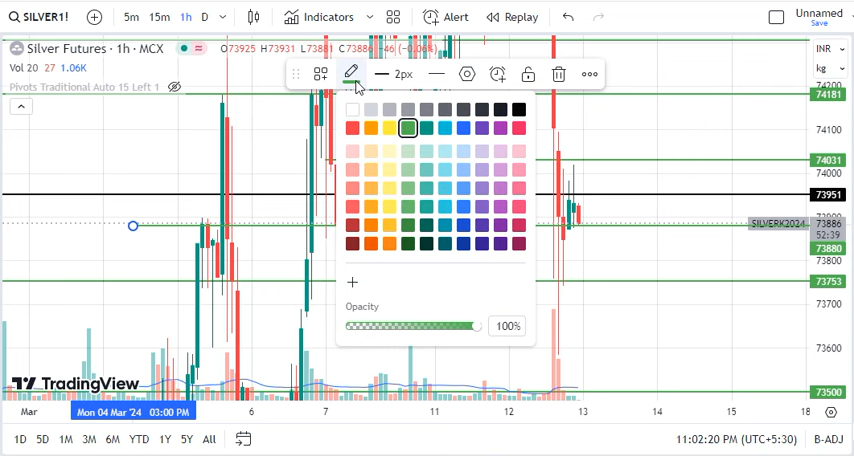 SILVER1! 5m 15m 1h D Indicators Alert Replay Unnamed
Save
Silver Futures · 1h · MCX O73925 H73931 L73881 C73886 −46 (−0.06%) INR
Vol 20 27 1.06K kg
2px
Pivots Traditional Auto 15 Left 1
74200
74181
74100
74031
74000
73951
73900
SILVERK2024 73886
52:39
73880
73800
73753
73700
Opacity
100%
73600
TradingView
73500
Mar Mon 04 Mar '24 03:00 PM 6 7 11 12 13 14 15 18
1D 5D 1M 3M 6M YTD 1Y 5Y All 11:02:20 PM (UTC+5:30) B-ADJ